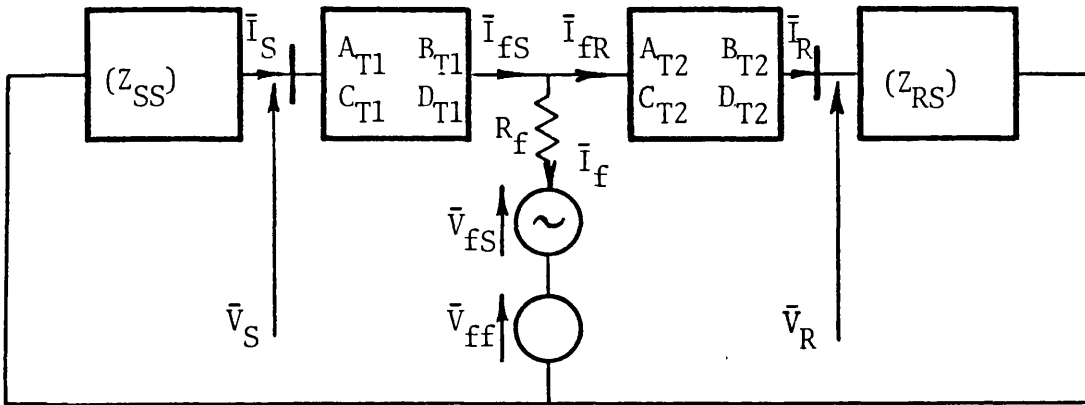 Ī_S
Ī_fS
Ī_fR
Ī_R
(Z_SS)
A_T1 B_T1
C_T1 D_T1
A_T2 B_T2
C_T2 D_T2
(Z_RS)
R_f
Ī_f
V̄_fS
∼
V̄_S
V̄_ff
V̄_R